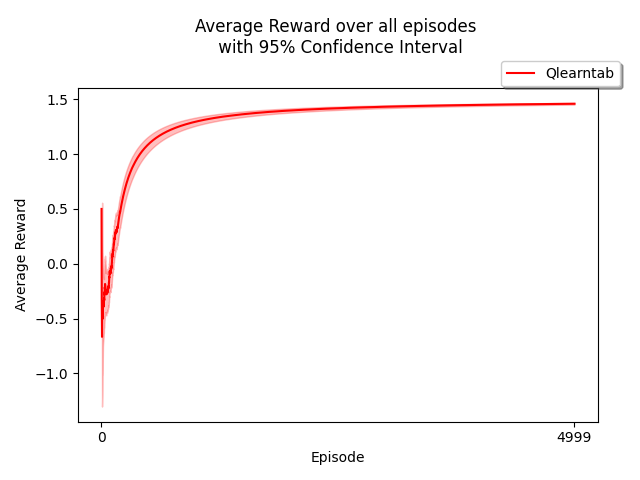 Average Reward over all episodes
with 95% Confidence Interval
Qlearntab
1.5
1.0
0.5
0.0
−0.5
−1.0
Average Reward
0
4999
Episode